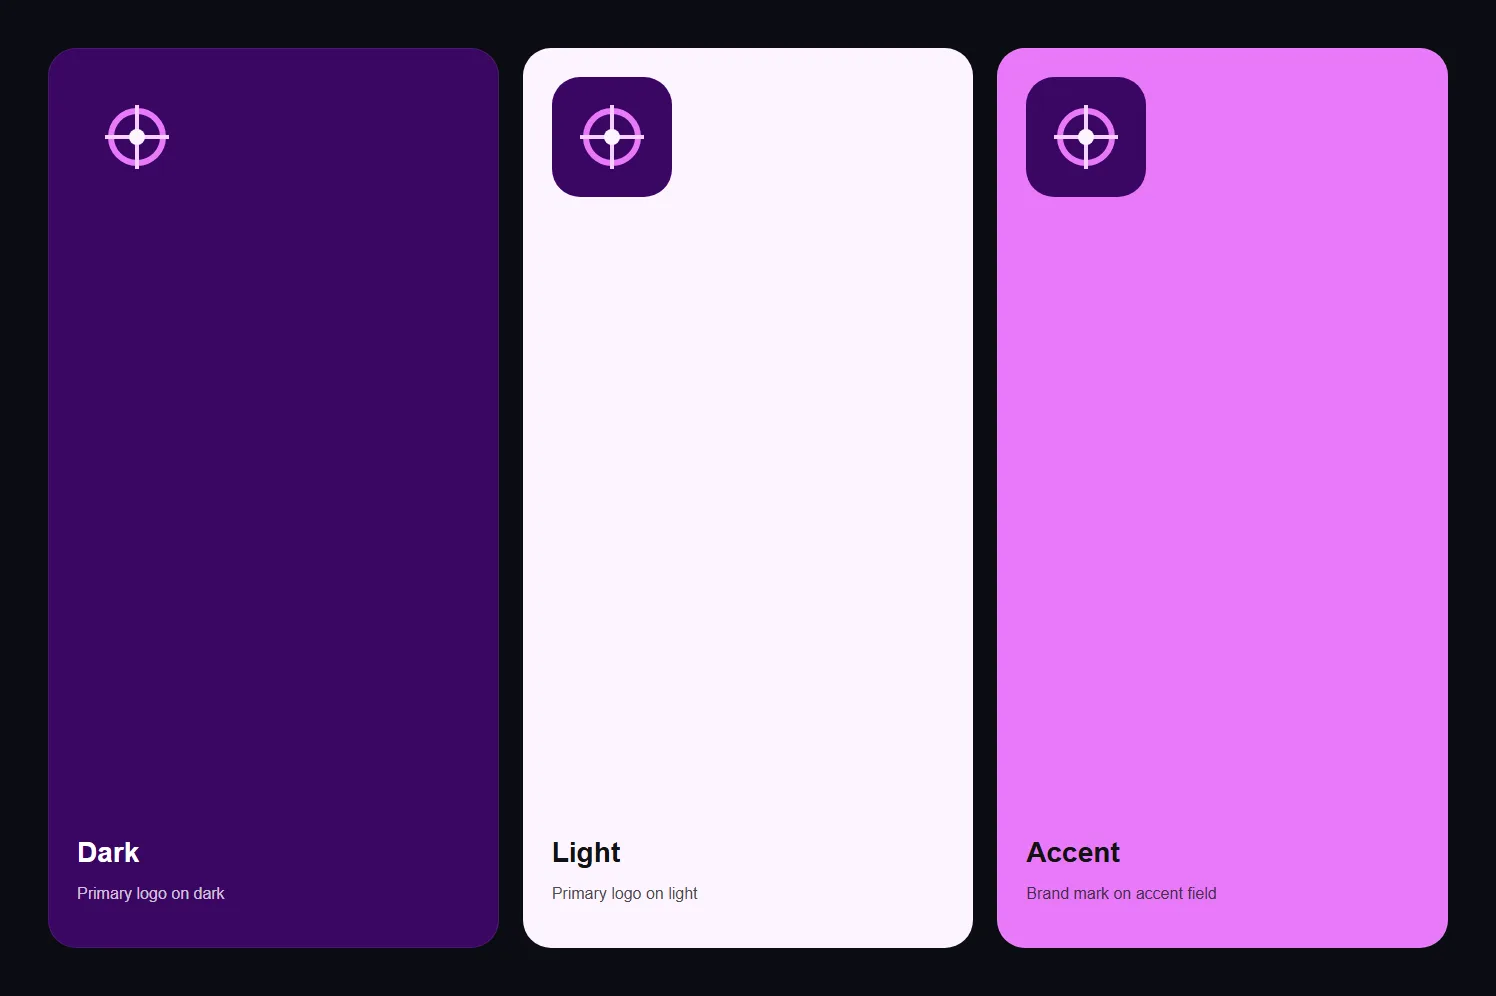 Dark
Primary logo on dark
Light
Primary logo on light
Accent
Brand mark on accent field